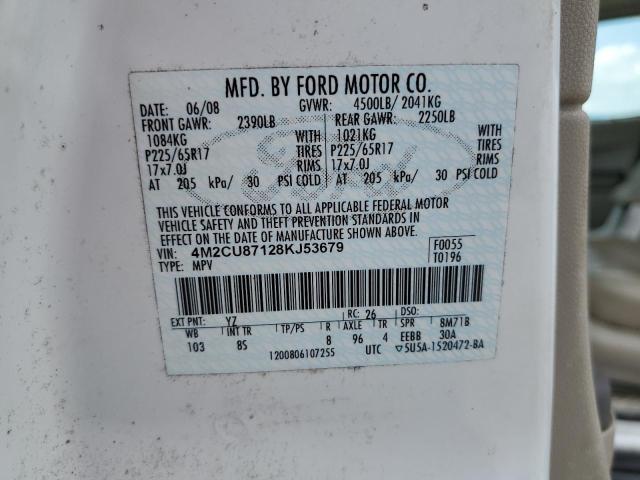 MFD. BY FORD MOTOR CO.
DATE: 06/08 GVWR: 4500LB/ 2041KG
FRONT GAWR: 2390LB REAR GAWR: 2250LB
1084KG WITH 1021KG WITH
P225/65R17 TIRES P225/65R17 TIRES
17x7.0J RIMS 17x7.0J RIMS
AT 205 kPa/ 30 PSI COLD AT 205 kPa/ 30 PSI COLD
THIS VEHICLE CONFORMS TO ALL APPLICABLE FEDERAL MOTOR
VEHICLE SAFETY AND THEFT PREVENTION STANDARDS IN
EFFECT ON THE DATE OF MANUFACTURE SHOWN ABOVE.
VIN: 4M2CU87128KJ53679 F0055
TYPE: MPV T0196
EXT PNT: YZ RC: 26 DSO:
WB INT TR TP/PS R AXLE TR SPR BM71B
103 BS 8 96 4 EEBB 30A
1200806107255 UTC ▽5U5A-1520472-BA
Ford